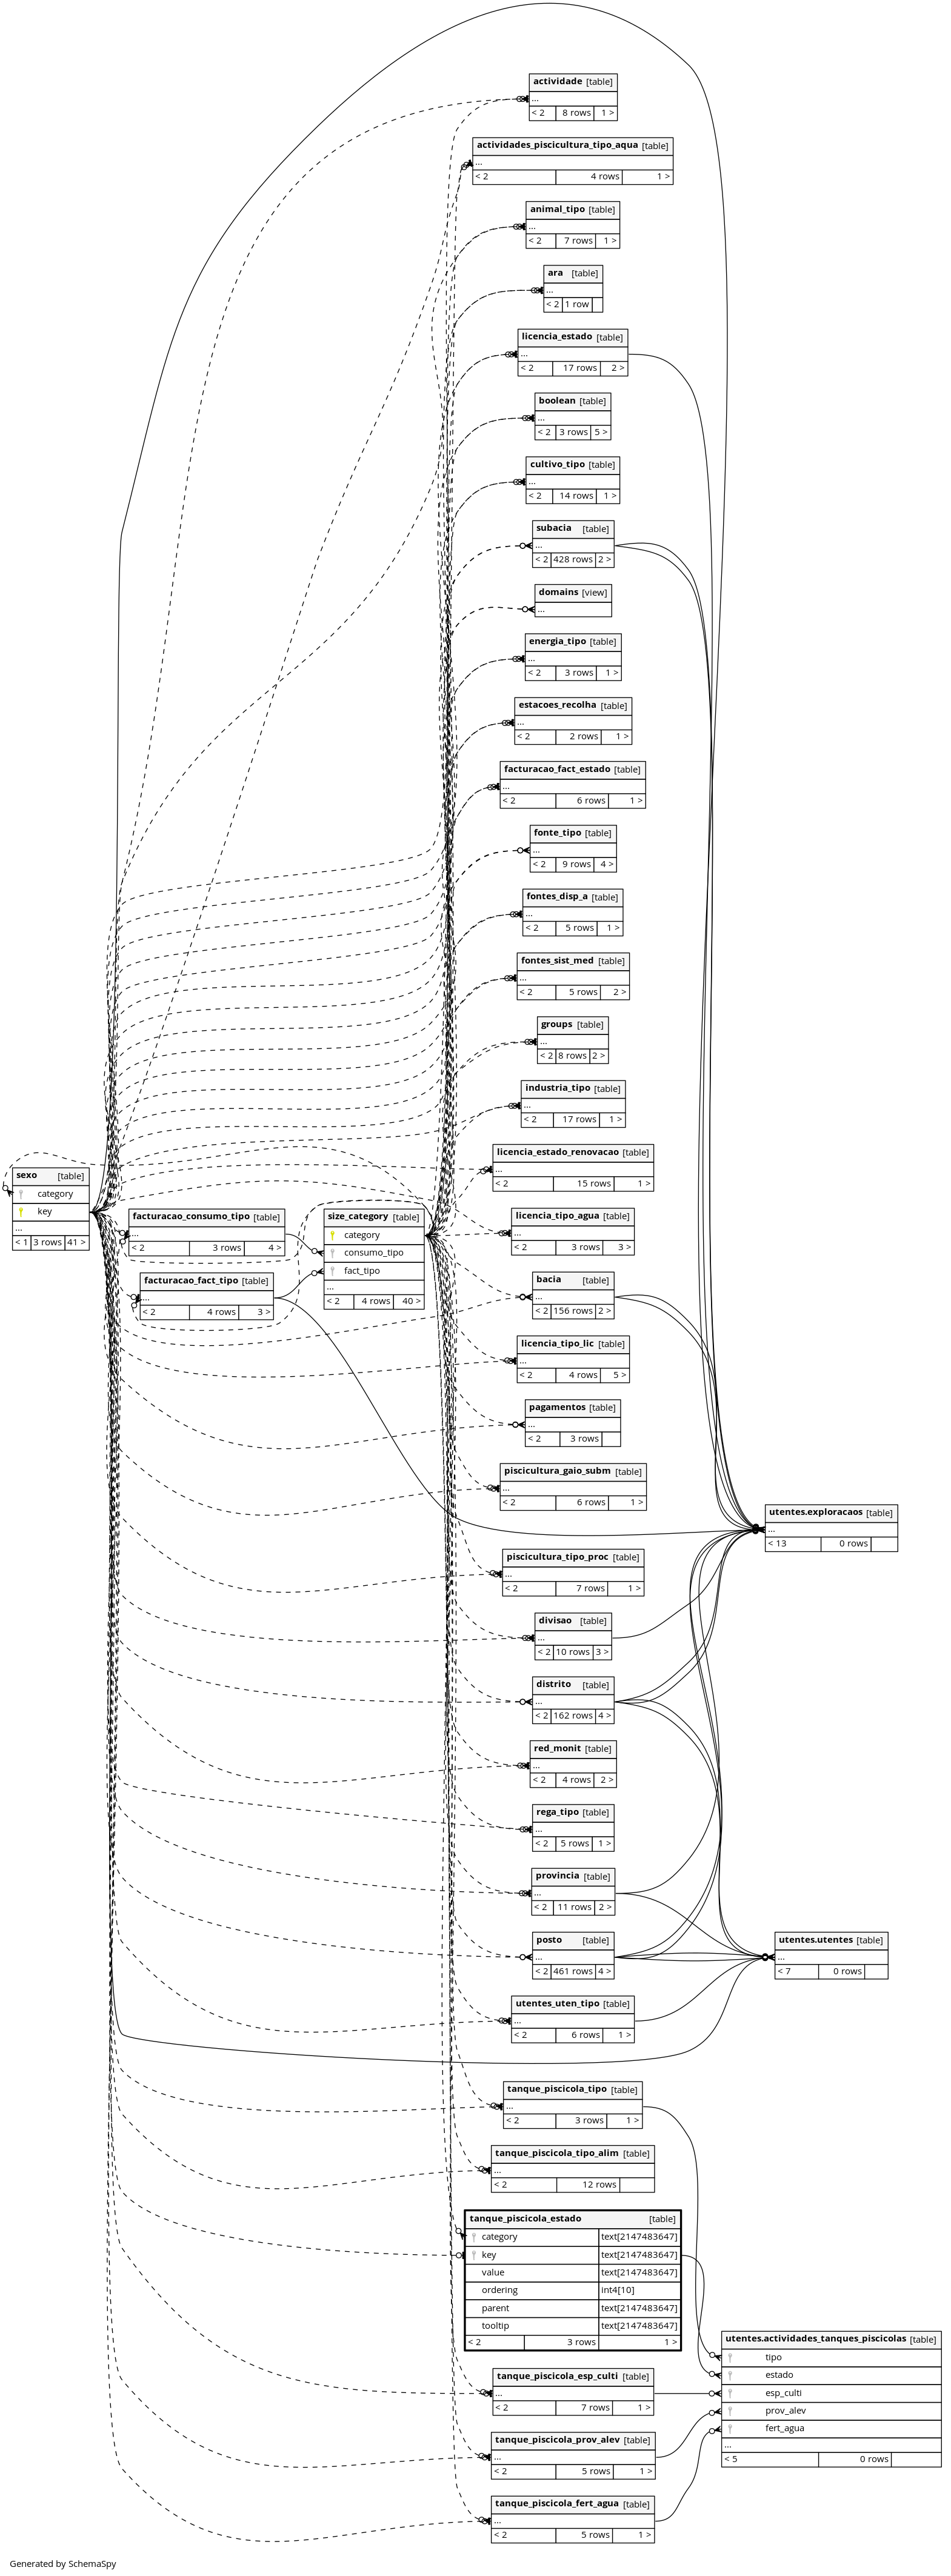 actividade [table]
...
< 2 8 rows 1 >
actividades_piscicultura_tipo_aqua [table]
...
< 2 4 rows 1 >
animal_tipo [table]
...
< 2 7 rows 1 >
ara [table]
...
< 2 1 row
licencia_estado [table]
...
< 2 17 rows 2 >
boolean [table]
...
< 2 3 rows 5 >
cultivo_tipo [table]
...
< 2 14 rows 1 >
subacia [table]
...
< 2 428 rows 2 >
domains [view]
...
energia_tipo [table]
...
< 2 3 rows 1 >
estacoes_recolha [table]
...
< 2 2 rows 1 >
facturacao_fact_estado [table]
...
< 2 6 rows 1 >
fonte_tipo [table]
...
< 2 9 rows 4 >
fontes_disp_a [table]
...
< 2 5 rows 1 >
fontes_sist_med [table]
...
< 2 5 rows 2 >
groups [table]
...
< 2 8 rows 2 >
industria_tipo [table]
...
< 2 17 rows 1 >
licencia_estado_renovacao [table]
...
< 2 15 rows 1 >
sexo [table]
category
key
...
< 1 3 rows 41 >
facturacao_consumo_tipo [table]
...
< 2 3 rows 4 >
facturacao_fact_tipo [table]
...
< 2 4 rows 3 >
size_category [table]
category
consumo_tipo
fact_tipo
...
< 2 4 rows 40 >
licencia_tipo_agua [table]
...
< 2 3 rows 3 >
bacia [table]
...
< 2 156 rows 2 >
licencia_tipo_lic [table]
...
< 2 4 rows 5 >
pagamentos [table]
...
< 2 3 rows
piscicultura_gaio_subm [table]
...
< 2 6 rows 1 >
utentes.exploracaos [table]
...
< 13 0 rows
piscicultura_tipo_proc [table]
...
< 2 7 rows 1 >
divisao [table]
...
< 2 10 rows 3 >
distrito [table]
...
< 2 162 rows 4 >
red_monit [table]
...
< 2 4 rows 2 >
rega_tipo [table]
...
< 2 5 rows 1 >
provincia [table]
...
< 2 11 rows 2 >
posto [table]
...
< 2 461 rows 4 >
utentes.utentes [table]
...
< 7 0 rows
utentes_uten_tipo [table]
...
< 2 6 rows 1 >
tanque_piscicola_tipo [table]
...
< 2 3 rows 1 >
tanque_piscicola_tipo_alim [table]
...
< 2 12 rows
tanque_piscicola_estado [table]
category text[2147483647]
key text[2147483647]
value text[2147483647]
ordering int4[10]
parent text[2147483647]
tooltip text[2147483647]
< 2 3 rows 1 >
utentes.actividades_tanques_piscicolas [table]
tipo
estado
esp_culti
prov_alev
fert_agua
...
< 5 0 rows
tanque_piscicola_esp_culti [table]
...
< 2 7 rows 1 >
tanque_piscicola_prov_alev [table]
...
< 2 5 rows 1 >
tanque_piscicola_fert_agua [table]
...
< 2 5 rows 1 >
Generated by SchemaSpy